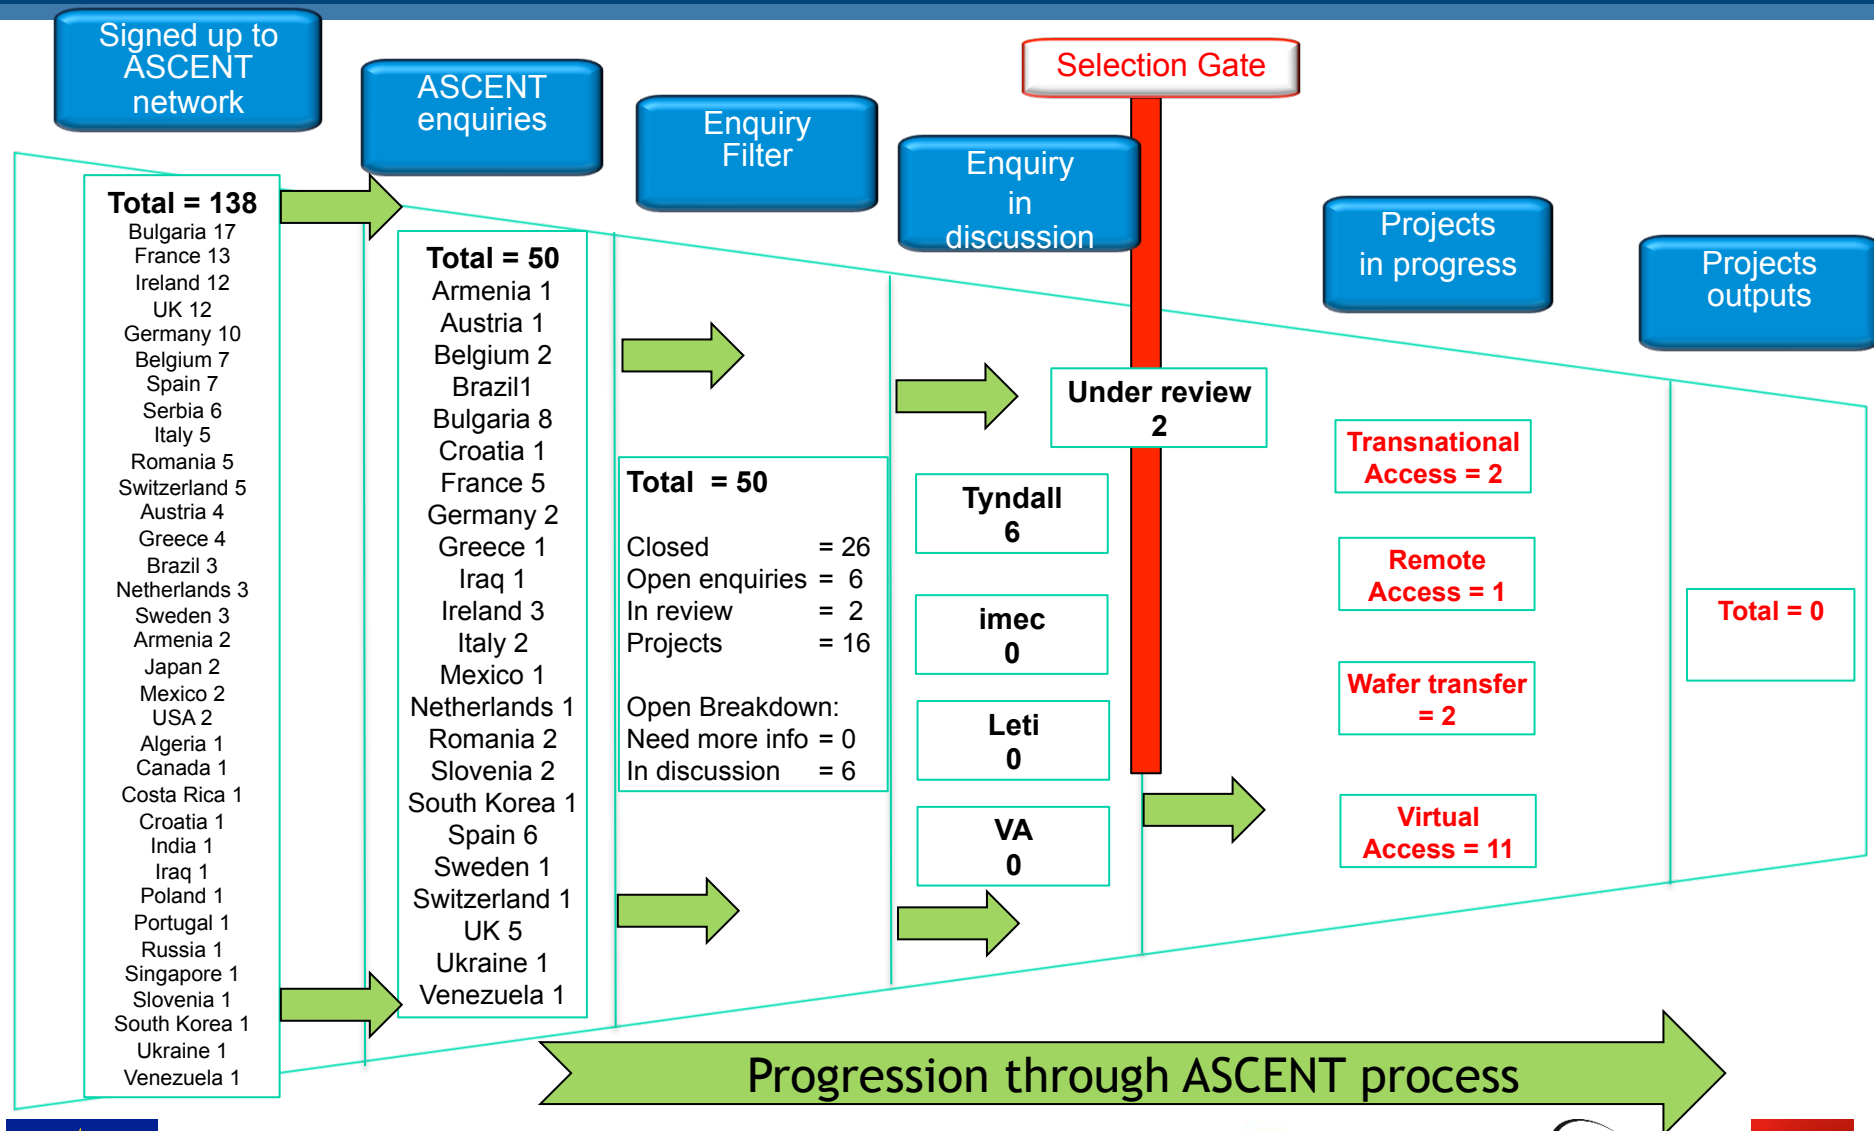 Signed up to
ASCENT
network
ASCENT
enquiries
Enquiry
Filter
Enquiry
in
discussion
Selection Gate
Projects
in progress
Projects
outputs
Total = 138
Bulgaria 17
France 13
Ireland 12
UK 12
Germany 10
Belgium 7
Spain 7
Serbia 6
Italy 5
Romania 5
Switzerland 5
Austria 4
Greece 4
Brazil 3
Netherlands 3
Sweden 3
Armenia 2
Japan 2
Mexico 2
USA 2
Algeria 1
Canada 1
Costa Rica 1
Croatia 1
India 1
Iraq 1
Poland 1
Portugal 1
Russia 1
Singapore 1
Slovenia 1
South Korea 1
Ukraine 1
Venezuela 1
Total = 50
Armenia 1
Austria 1
Belgium 2
Brazil1
Bulgaria 8
Croatia 1
France 5
Germany 2
Greece 1
Iraq 1
Ireland 3
Italy 2
Mexico 1
Netherlands 1
Romania 2
Slovenia 2
South Korea 1
Spain 6
Sweden 1
Switzerland 1
UK 5
Ukraine 1
Venezuela 1
Total = 50
Closed = 26
Open enquiries = 6
In review = 2
Projects = 16
Open Breakdown:
Need more info = 0
In discussion = 6
Under review
2
Tyndall
6
imec
0
Leti
0
VA
0
Transnational
Access = 2
Remote
Access = 1
Wafer transfer
= 2
Virtual
Access = 11
Total = 0
Progression through ASCENT process